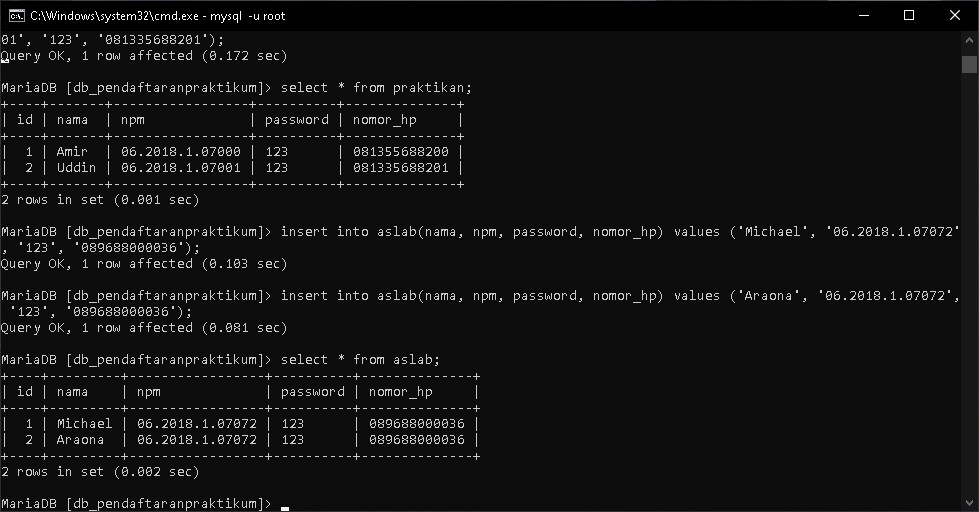 C:\Windows\system32\cmd.exe - mysql  -u root
01', '123', '081335688201');
Query OK, 1 row affected (0.172 sec)
MariaDB [db_pendaftaranpraktikum]> select * from praktikan;
+----+-------+-----------------+----------+--------------+
| id | nama  | npm             | password | nomor_hp     |
+----+-------+-----------------+----------+--------------+
|  1 | Amir  | 06.2018.1.07000 | 123      | 081355688200 |
|  2 | Uddin | 06.2018.1.07001 | 123      | 081335688201 |
+----+-------+-----------------+----------+--------------+
2 rows in set (0.001 sec)
MariaDB [db_pendaftaranpraktikum]> insert into aslab(nama, npm, password, nomor_hp) values ('Michael', '06.2018.1.07072'
, '123', '089688000036');
Query OK, 1 row affected (0.103 sec)
MariaDB [db_pendaftaranpraktikum]> insert into aslab(nama, npm, password, nomor_hp) values ('Araona', '06.2018.1.07072',
 '123', '089688000036');
Query OK, 1 row affected (0.081 sec)
MariaDB [db_pendaftaranpraktikum]> select * from aslab;
+----+---------+-----------------+----------+--------------+
| id | nama    | npm             | password | nomor_hp     |
+----+---------+-----------------+----------+--------------+
|  1 | Michael | 06.2018.1.07072 | 123      | 089688000036 |
|  2 | Araona  | 06.2018.1.07072 | 123      | 089688000036 |
+----+---------+-----------------+----------+--------------+
2 rows in set (0.002 sec)
MariaDB [db_pendaftaranpraktikum]>